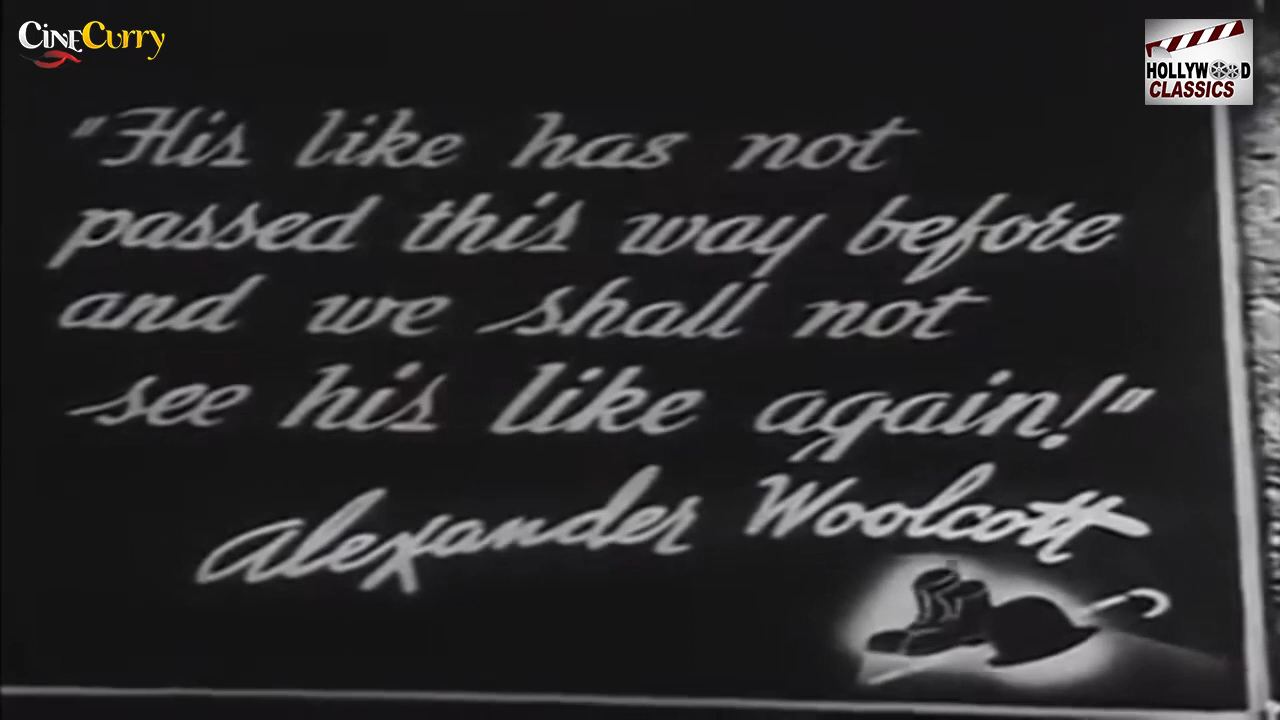 CineCurry
HOLLYWOOD
CLASSICS
"His like has not
passed this way before
and we shall not
see his like again!"
Alexander Woolcott